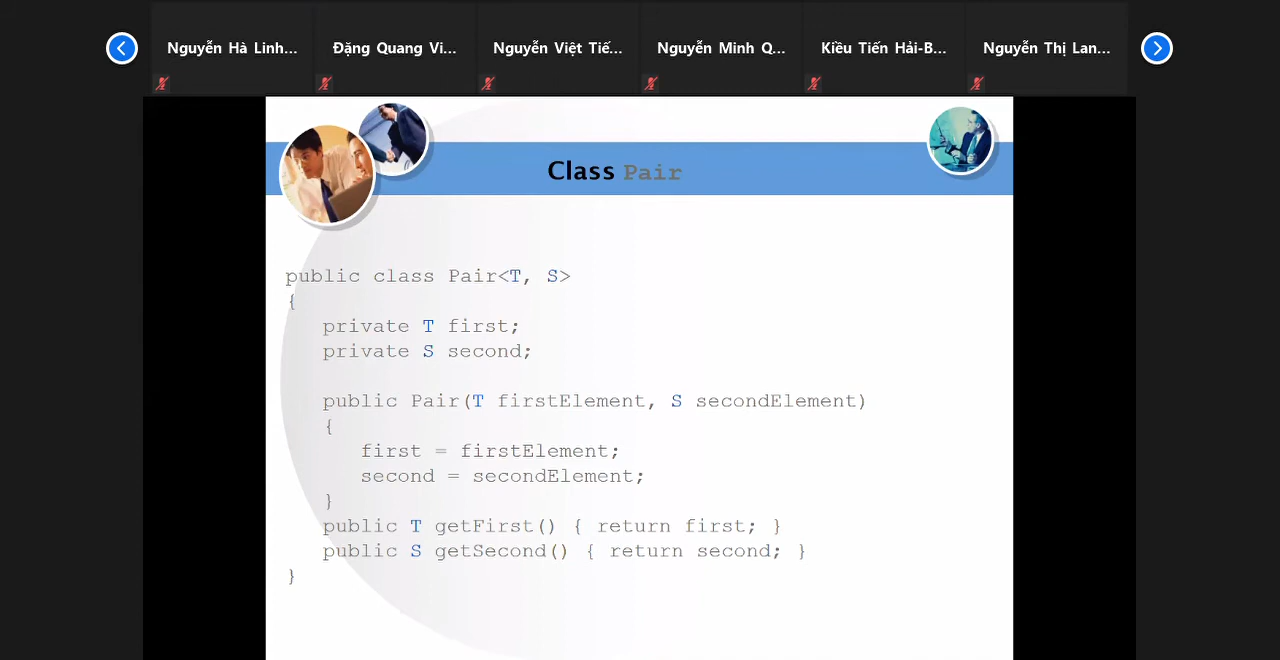 Nguyễn Hà Linh...
Đặng Quang Vi...
Nguyễn Việt Tiế...
Nguyễn Minh Q...
Kiều Tiến Hải-B...
Nguyễn Thị Lan...
Class Pair
public class Pair<T, S>
{
private T first;
private S second;
public Pair(T firstElement, S secondElement)
{
first = firstElement;
second = secondElement;
}
public T getFirst() { return first; }
public S getSecond() { return second; }
}